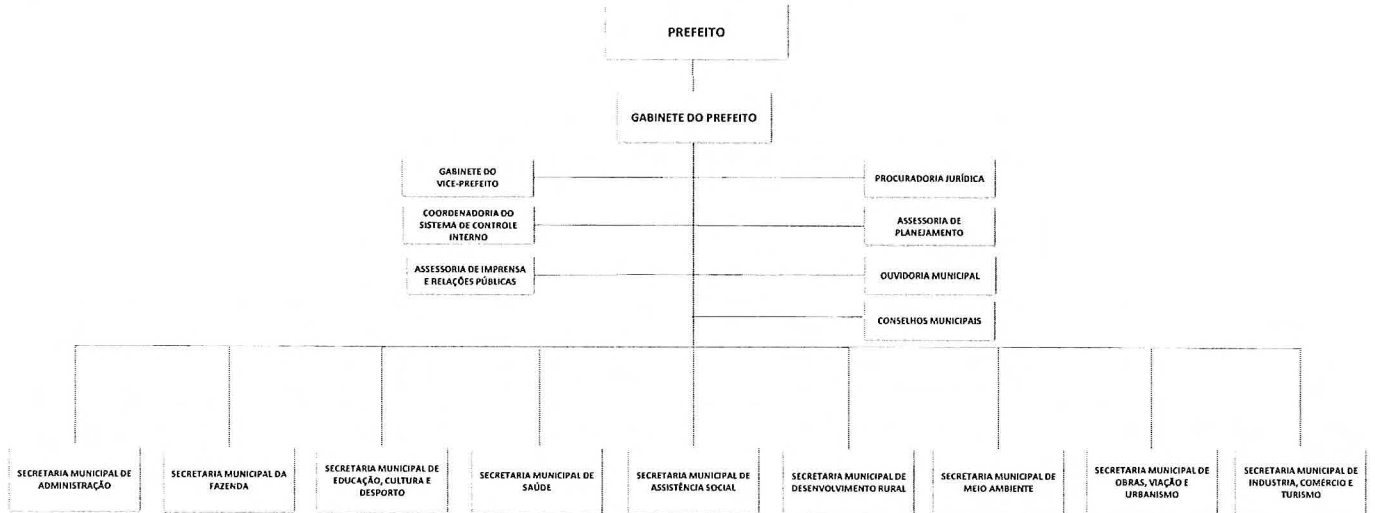 PREFEITO
GABINETE DO PREFEITO
GABINETE DO
VICE-PREFEITO
PROCURADORIA JURÍDICA
COORDENADORIA DO
SISTEMA DE CONTROLE
INTERNO
ASSESSORIA DE
PLANEJAMENTO
ASSESSORIA DE IMPRENSA
E RELAÇÕES PÚBLICAS
OUVIDORIA MUNICIPAL
CONSELHOS MUNICIPAIS
SECRETARIA MUNICIPAL DE
ADMINISTRAÇÃO
SECRETARIA MUNICIPAL DA
FAZENDA
SECRETARIA MUNICIPAL DE
EDUCAÇÃO, CULTURA E
DESPORTO
SECRETARIA MUNICIPAL DE
SAÚDE
SECRETARIA MUNICIPAL DE
ASSISTÊNCIA SOCIAL
SECRETARIA MUNICIPAL DE
DESENVOLVIMENTO RURAL
SECRETARIA MUNICIPAL DE
MEIO AMBIENTE
SECRETARIA MUNICIPAL DE
OBRAS, VIAÇÃO E
URBANISMO
SECRETARIA MUNICIPAL DE
INDUSTRIA, COMÉRCIO E
TURISMO